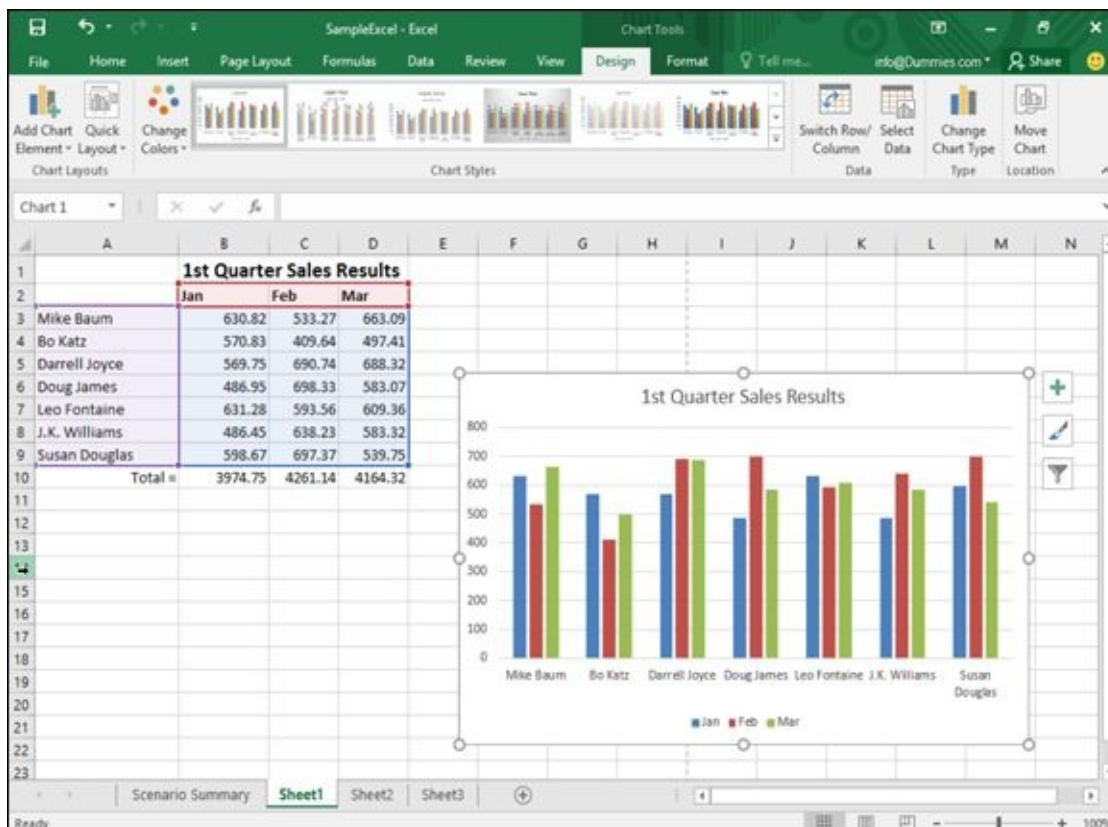 SampleExcel - Excel
Chart Tools
File Home Insert Page Layout Formulas Data Review View Design Format Tell me... info@Dummies.com Share
Add Chart Element Quick Layout Change Colors Switch Row/ Column Select Data Change Chart Type Move Chart
Chart Layouts Chart Styles Data Type Location
Chart 1 fx
A B C D E F G H I J K L M N
1 1st Quarter Sales Results
2 Jan Feb Mar
3 Mike Baum 630.82 533.27 663.09
4 Bo Katz 570.83 409.64 497.41
5 Darrell Joyce 569.75 690.74 688.32
6 Doug James 486.95 698.33 583.07
7 Leo Fontaine 631.28 593.56 609.36
8 J.K. Williams 486.45 638.23 583.32
9 Susan Douglas 598.67 697.37 539.75
10 Total = 3974.75 4261.14 4164.32
11
12
13
15
16
17
18
19
20
21
22
23
1st Quarter Sales Results
800
700
600
500
400
300
200
100
0
Mike Baum Bo Katz Darrell Joyce Doug James Leo Fontaine J.K. Williams Susan Douglas
Jan Feb Mar
Scenario Summary Sheet1 Sheet2 Sheet3
Ready 100%